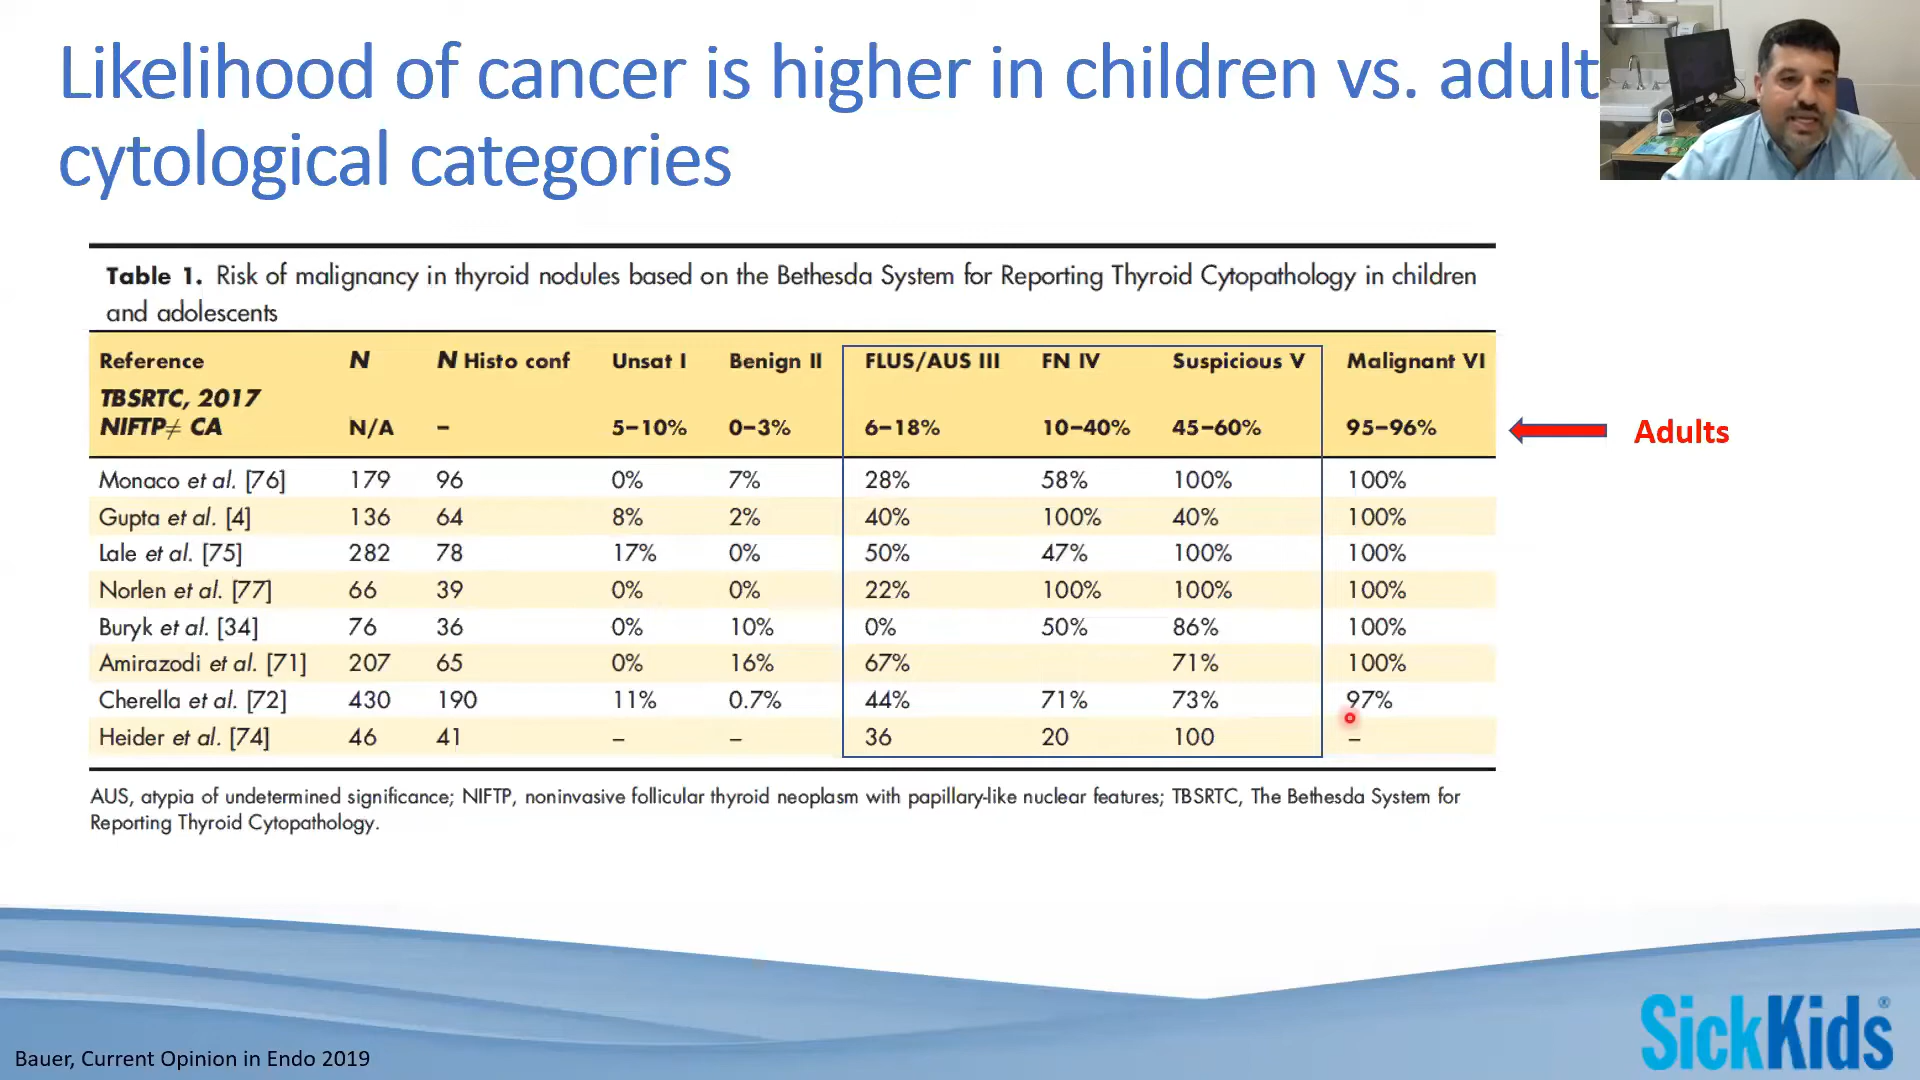 Likelihood of cancer is higher in children vs. adult
cytological categories
Table 1. Risk of malignancy in thyroid nodules based on the Bethesda System for Reporting Thyroid Cytopathology in children
and adolescents
Reference N N Histo conf Unsat I Benign II FLUS/AUS III FN IV Suspicious V Malignant VI
TBSRTC, 2017
NIFTP≠ CA N/A – 5–10% 0–3% 6–18% 10–40% 45–60% 95–96%
Adults
Monaco et al. [76] 179 96 0% 7% 28% 58% 100% 100%
Gupta et al. [4] 136 64 8% 2% 40% 100% 40% 100%
Lale et al. [75] 282 78 17% 0% 50% 47% 100% 100%
Norlen et al. [77] 66 39 0% 0% 22% 100% 100% 100%
Buryk et al. [34] 76 36 0% 10% 0% 50% 86% 100%
Amirazodi et al. [71] 207 65 0% 16% 67% 71% 100%
Cherella et al. [72] 430 190 11% 0.7% 44% 71% 73% 97%
Heider et al. [74] 46 41 – – 36 20 100 –
AUS, atypia of undetermined significance; NIFTP, noninvasive follicular thyroid neoplasm with papillary-like nuclear features; TBSRTC, The Bethesda System for
Reporting Thyroid Cytopathology.
SickKids®
Bauer, Current Opinion in Endo 2019